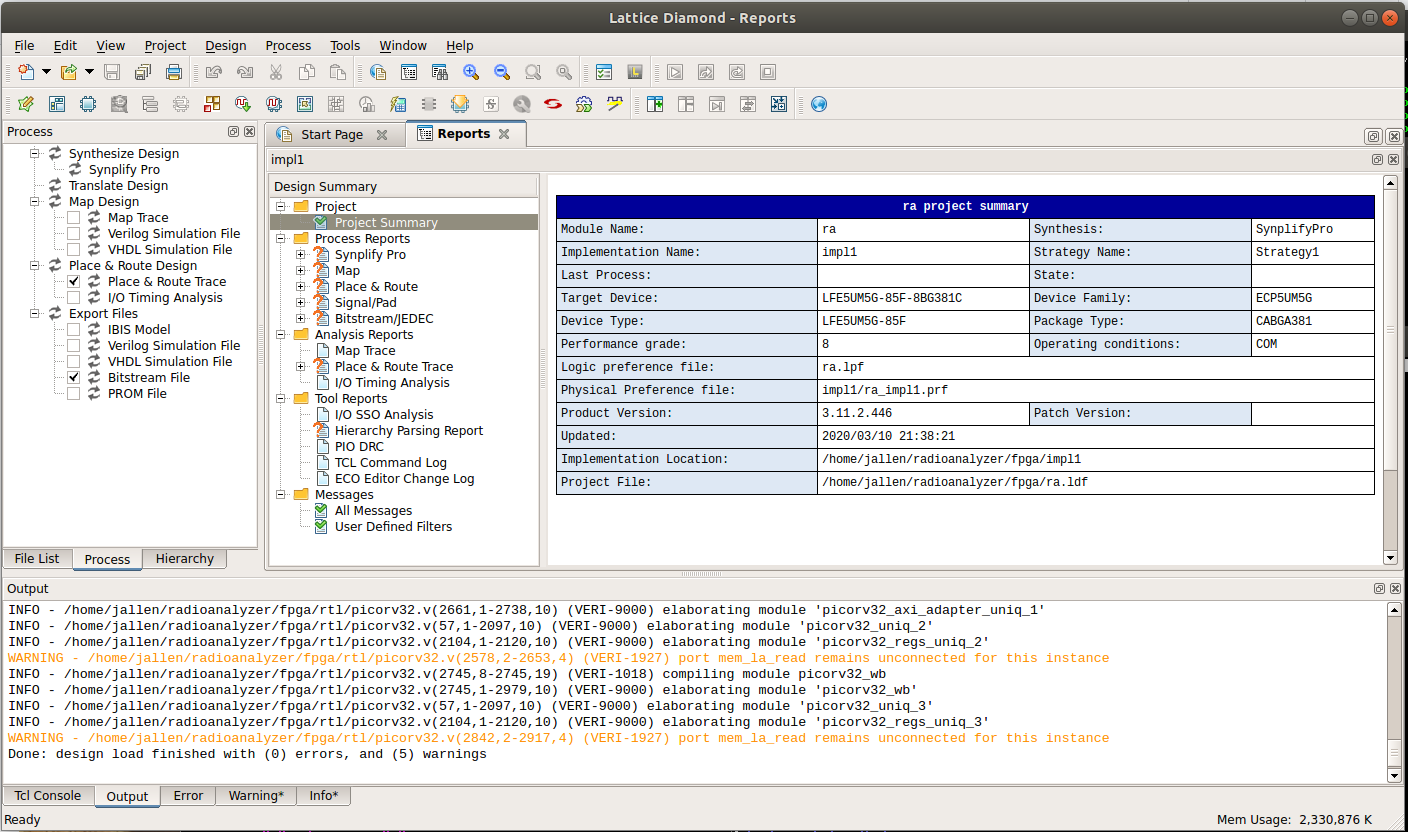 Lattice Diamond - Reports
File Edit View Project Design Process Tools Window Help
Process
Synthesize Design
Synplify Pro
Translate Design
Map Design
Map Trace
Verilog Simulation File
VHDL Simulation File
Place & Route Design
Place & Route Trace
I/O Timing Analysis
Export Files
IBIS Model
Verilog Simulation File
VHDL Simulation File
Bitstream File
PROM File
File List Process Hierarchy
Start Page Reports
impl1
Design Summary
Project
Project Summary
Process Reports
Synplify Pro
Map
Place & Route
Signal/Pad
Bitstream/JEDEC
Analysis Reports
Map Trace
Place & Route Trace
I/O Timing Analysis
Tool Reports
I/O SSO Analysis
Hierarchy Parsing Report
PIO DRC
TCL Command Log
ECO Editor Change Log
Messages
All Messages
User Defined Filters
ra project summary
Module Name: ra Synthesis: SynplifyPro
Implementation Name: impl1 Strategy Name: Strategy1
Last Process: State:
Target Device: LFE5UM5G-85F-8BG381C Device Family: ECP5UM5G
Device Type: LFE5UM5G-85F Package Type: CABGA381
Performance grade: 8 Operating conditions: COM
Logic preference file: ra.lpf
Physical Preference file: impl1/ra_impl1.prf
Product Version: 3.11.2.446 Patch Version:
Updated: 2020/03/10 21:38:21
Implementation Location: /home/jallen/radioanalyzer/fpga/impl1
Project File: /home/jallen/radioanalyzer/fpga/ra.ldf
Output
INFO - /home/jallen/radioanalyzer/fpga/rtl/picorv32.v(2661,1-2738,10) (VERI-9000) elaborating module 'picorv32_axi_adapter_uniq_1'
INFO - /home/jallen/radioanalyzer/fpga/rtl/picorv32.v(57,1-2097,10) (VERI-9000) elaborating module 'picorv32_uniq_2'
INFO - /home/jallen/radioanalyzer/fpga/rtl/picorv32.v(2104,1-2120,10) (VERI-9000) elaborating module 'picorv32_regs_uniq_2'
WARNING - /home/jallen/radioanalyzer/fpga/rtl/picorv32.v(2578,2-2653,4) (VERI-1927) port mem_la_read remains unconnected for this instance
INFO - /home/jallen/radioanalyzer/fpga/rtl/picorv32.v(2745,8-2745,19) (VERI-1018) compiling module picorv32_wb
INFO - /home/jallen/radioanalyzer/fpga/rtl/picorv32.v(2745,1-2979,10) (VERI-9000) elaborating module 'picorv32_wb'
INFO - /home/jallen/radioanalyzer/fpga/rtl/picorv32.v(57,1-2097,10) (VERI-9000) elaborating module 'picorv32_uniq_3'
INFO - /home/jallen/radioanalyzer/fpga/rtl/picorv32.v(2104,1-2120,10) (VERI-9000) elaborating module 'picorv32_regs_uniq_3'
WARNING - /home/jallen/radioanalyzer/fpga/rtl/picorv32.v(2842,2-2917,4) (VERI-1927) port mem_la_read remains unconnected for this instance
Done: design load finished with (0) errors, and (5) warnings
Tcl Console Output Error Warning* Info*
Ready Mem Usage: 2,330,876 K